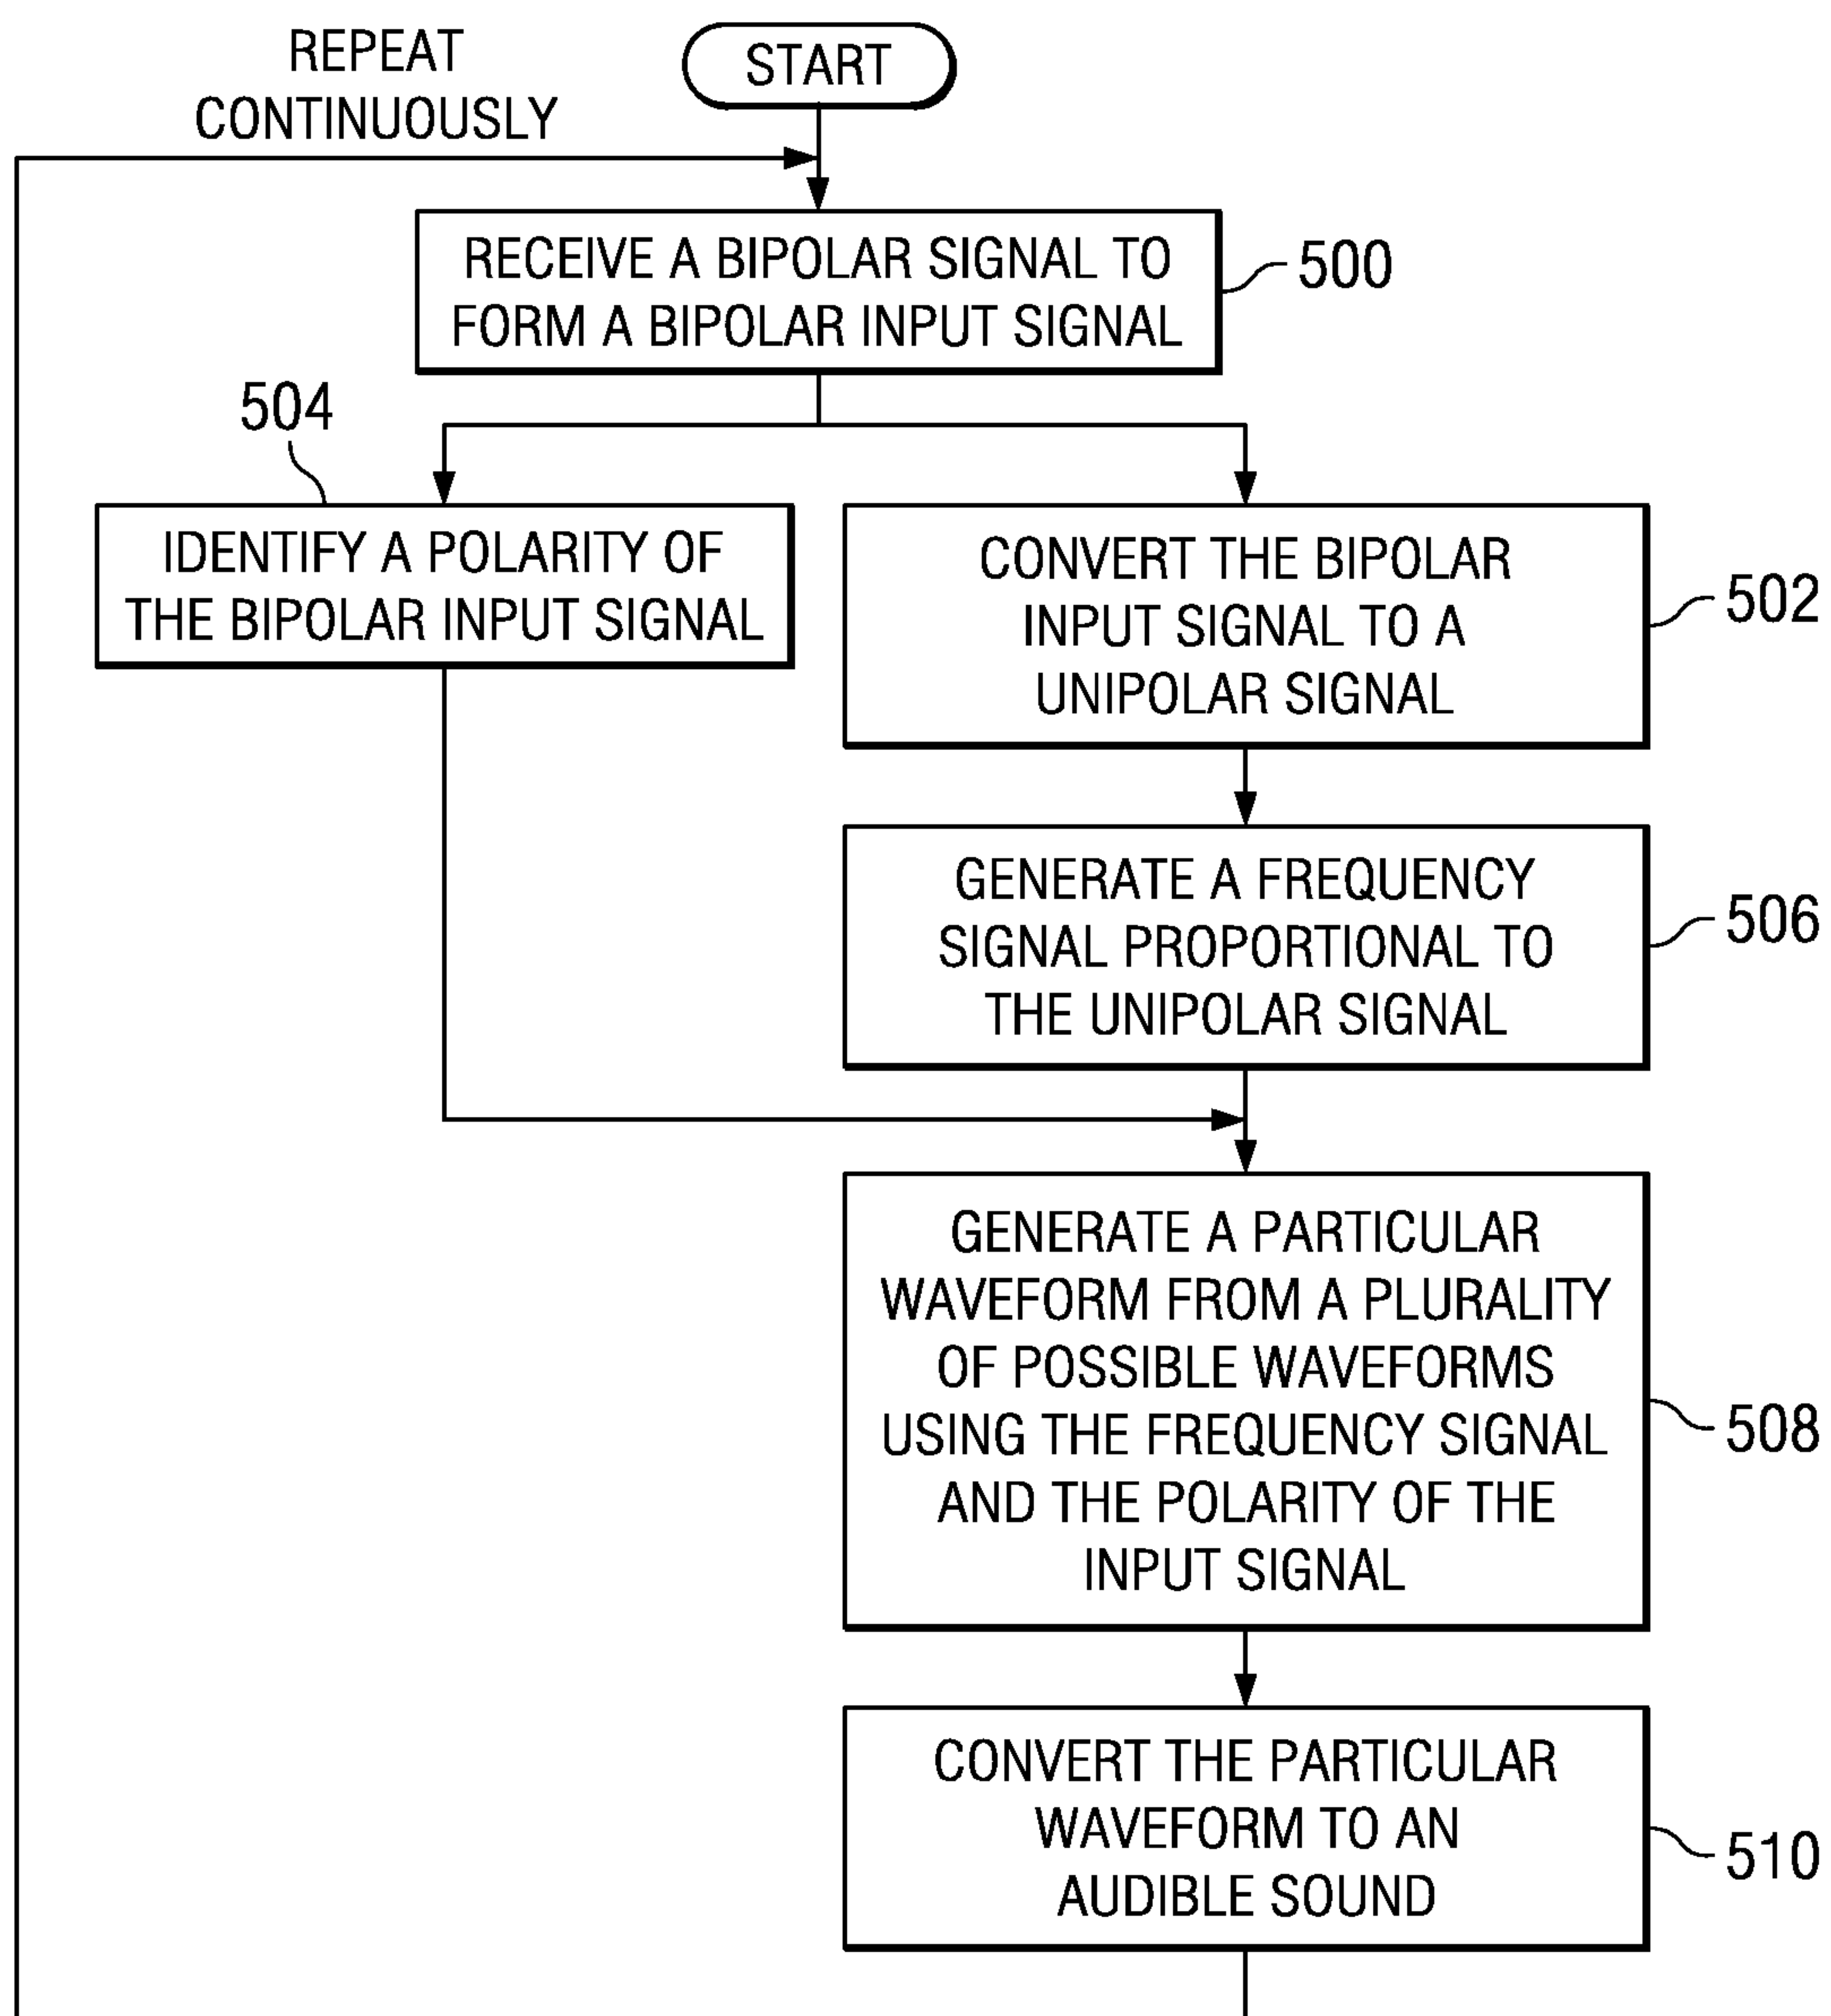 REPEAT
CONTINUOUSLY
START
RECEIVE A BIPOLAR SIGNAL TO
FORM A BIPOLAR INPUT SIGNAL
500
504
IDENTIFY A POLARITY OF
THE BIPOLAR INPUT SIGNAL
CONVERT THE BIPOLAR
INPUT SIGNAL TO A
UNIPOLAR SIGNAL
502
GENERATE A FREQUENCY
SIGNAL PROPORTIONAL TO
THE UNIPOLAR SIGNAL
506
GENERATE A PARTICULAR
WAVEFORM FROM A PLURALITY
OF POSSIBLE WAVEFORMS
USING THE FREQUENCY SIGNAL
AND THE POLARITY OF THE
INPUT SIGNAL
508
CONVERT THE PARTICULAR
WAVEFORM TO AN
AUDIBLE SOUND
510